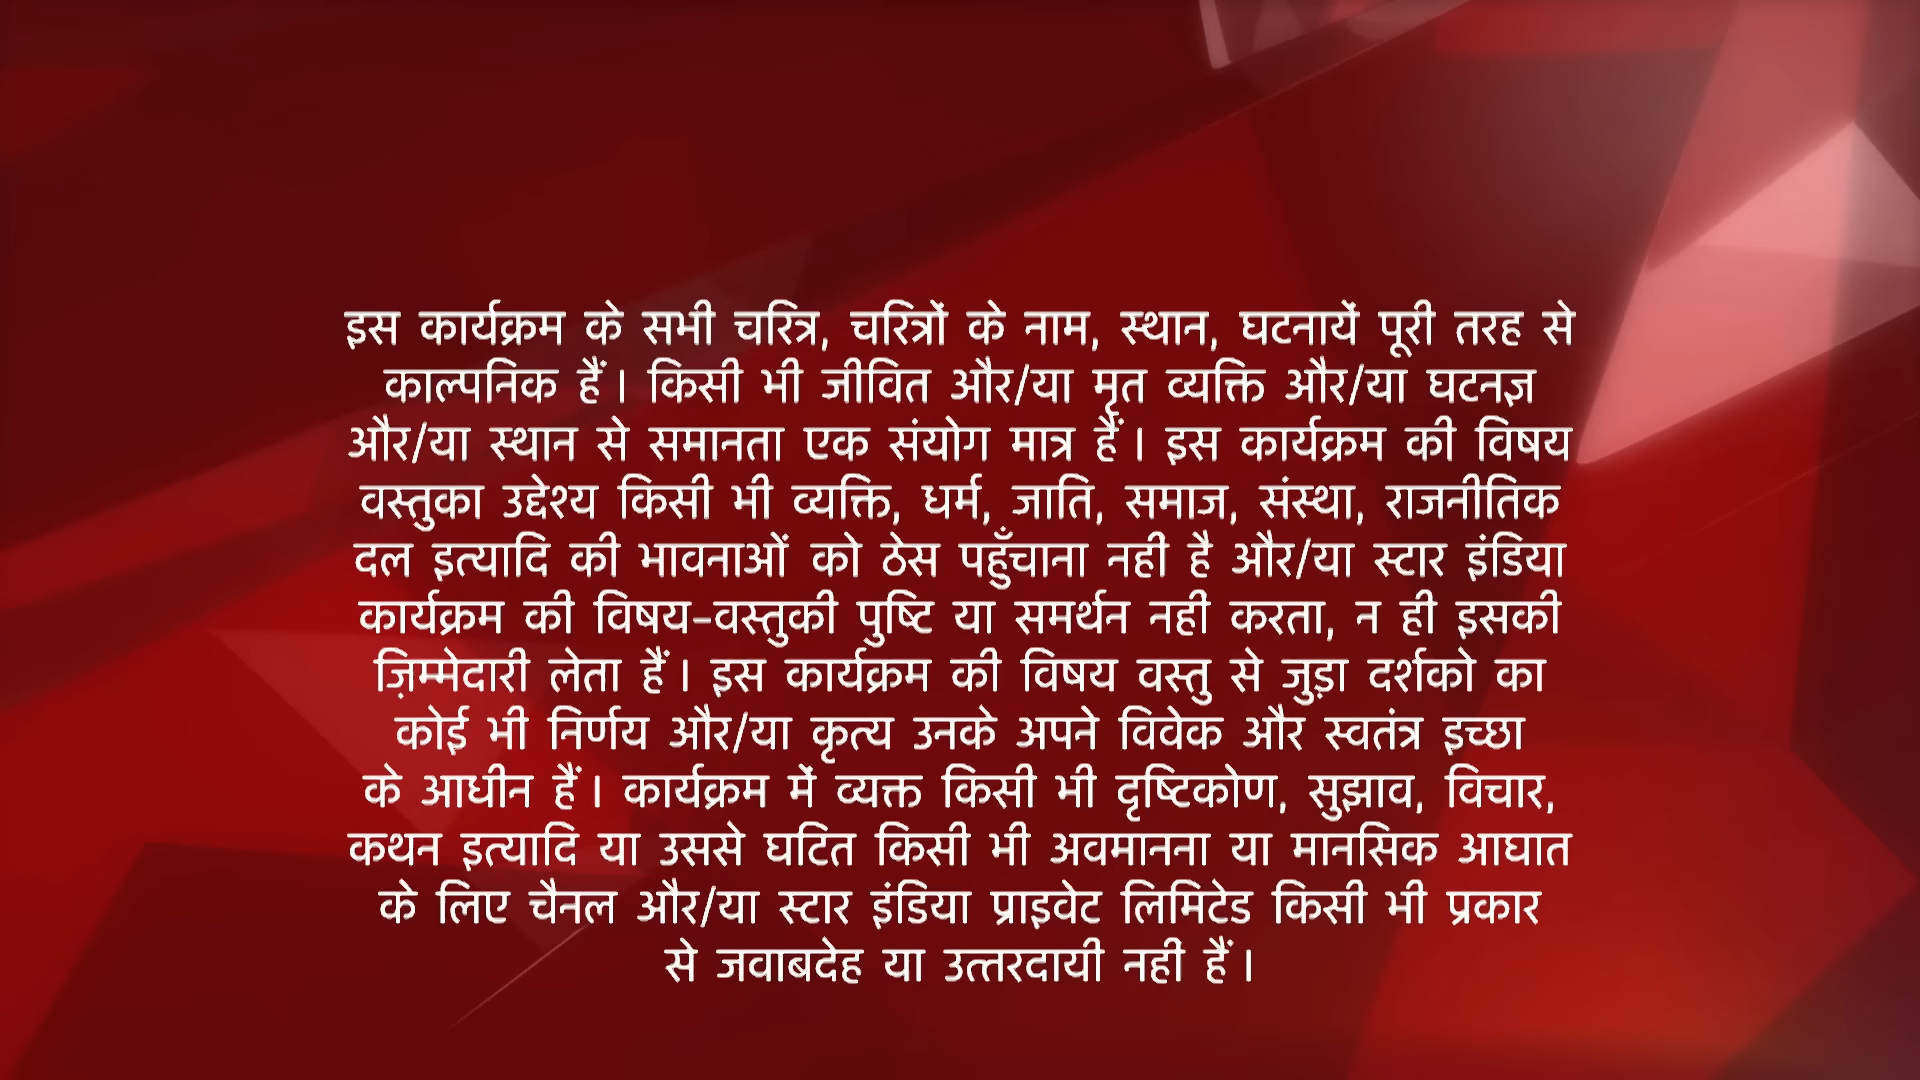 इस कार्यक्रम के सभी चरित्र, चरित्रों के नाम, स्थान, घटनायें पूरी तरह से
काल्पनिक हैं। किसी भी जीवित और/या मृत व्यक्ति और/या घटनज्ञ
और/या स्थान से समानता एक संयोग मात्र हैं। इस कार्यक्रम की विषय
वस्तुका उद्देश्य किसी भी व्यक्ति, धर्म, जाति, समाज, संस्था, राजनीतिक
दल इत्यादि की भावनाओं को ठेस पहुँचाना नही है और/या स्टार इंडिया
कार्यक्रम की विषय-वस्तुकी पुष्टि या समर्थन नही करता, न ही इसकी
ज़िम्मेदारी लेता हैं। इस कार्यक्रम की विषय वस्तु से जुड़ा दर्शको का
कोई भी निर्णय और/या कृत्य उनके अपने विवेक और स्वतंत्र इच्छा
के आधीन हैं। कार्यक्रम में व्यक्त किसी भी दृष्टिकोण, सुझाव, विचार,
कथन इत्यादि या उससे घटित किसी भी अवमानना या मानसिक आघात
के लिए चैनल और/या स्टार इंडिया प्राइवेट लिमिटेड किसी भी प्रकार
से जवाबदेह या उत्तरदायी नही हैं।